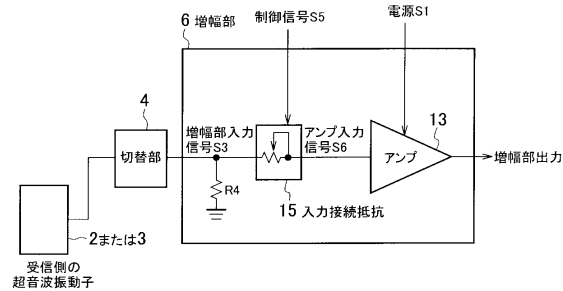 6 増幅部
制御信号S5
電源S1
4
切替部
増幅部入力
信号S3
アンプ入力
信号S6
13
アンプ
増幅部出力
R4
15 入力接続抵抗
2または3
受信側の
超音波振動子